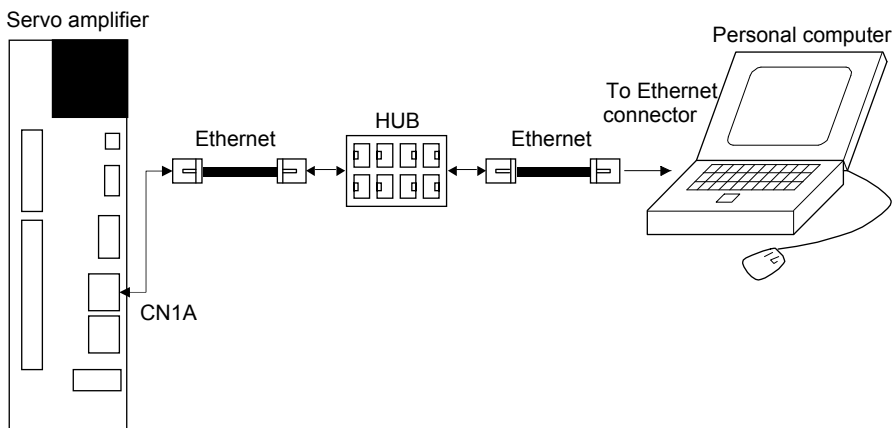 Servo amplifier
Personal computer
To Ethernet
connector
HUB
Ethernet
Ethernet
CN1A